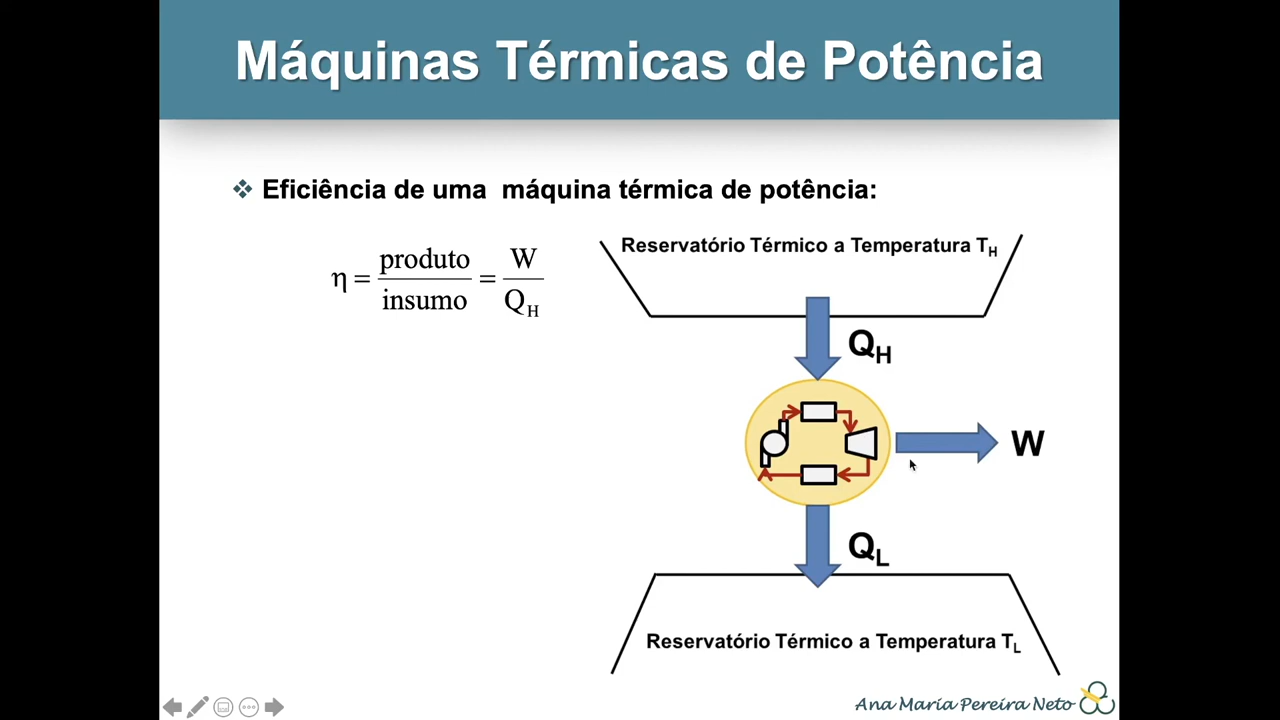 Máquinas Térmicas de Potência
Eficiência de uma máquina térmica de potência:
η = produto / insumo = W / Q_H
Reservatório Térmico a Temperatura T_H
Q_H
W
Q_L
Reservatório Térmico a Temperatura T_L
Ana Maria Pereira Neto